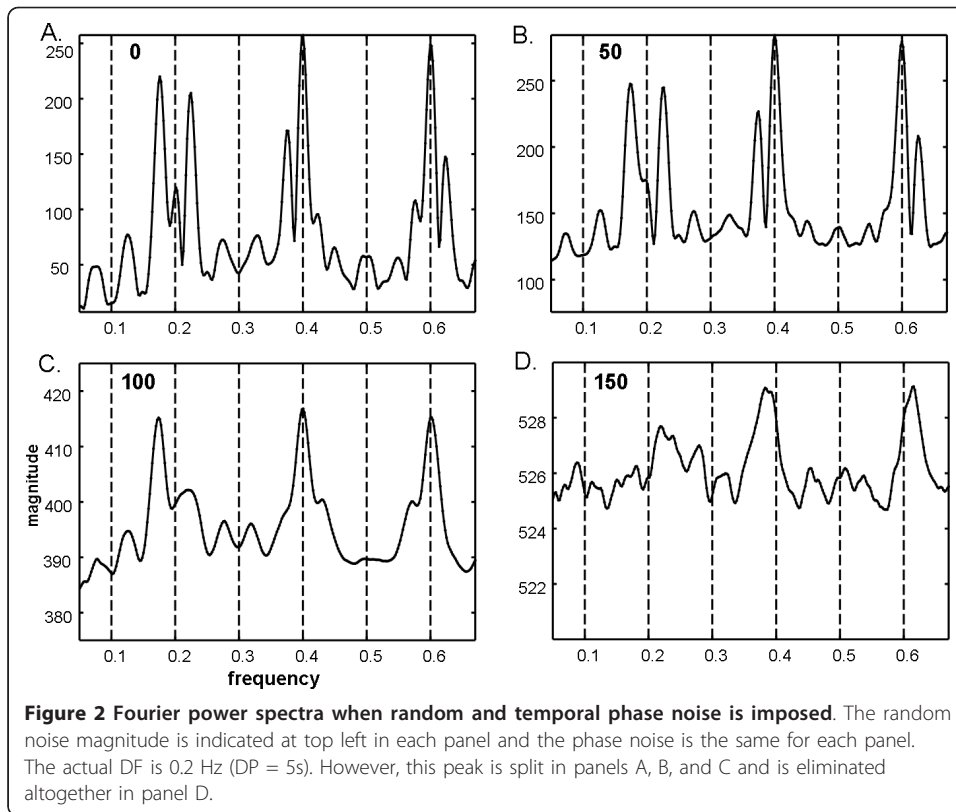 A.
0
250
200
150
100
50
0.1 0.2 0.3 0.4 0.5 0.6
B.
50
250
200
150
100
0.1 0.2 0.3 0.4 0.5 0.6
C.
100
420
410
400
390
380
magnitude
0.1 0.2 0.3 0.4 0.5 0.6
frequency
D.
150
528
526
524
522
0.1 0.2 0.3 0.4 0.5 0.6
Figure 2 Fourier power spectra when random and temporal phase noise is imposed. The random
noise magnitude is indicated at top left in each panel and the phase noise is the same for each panel.
The actual DF is 0.2 Hz (DP = 5s). However, this peak is split in panels A, B, and C and is eliminated
altogether in panel D.